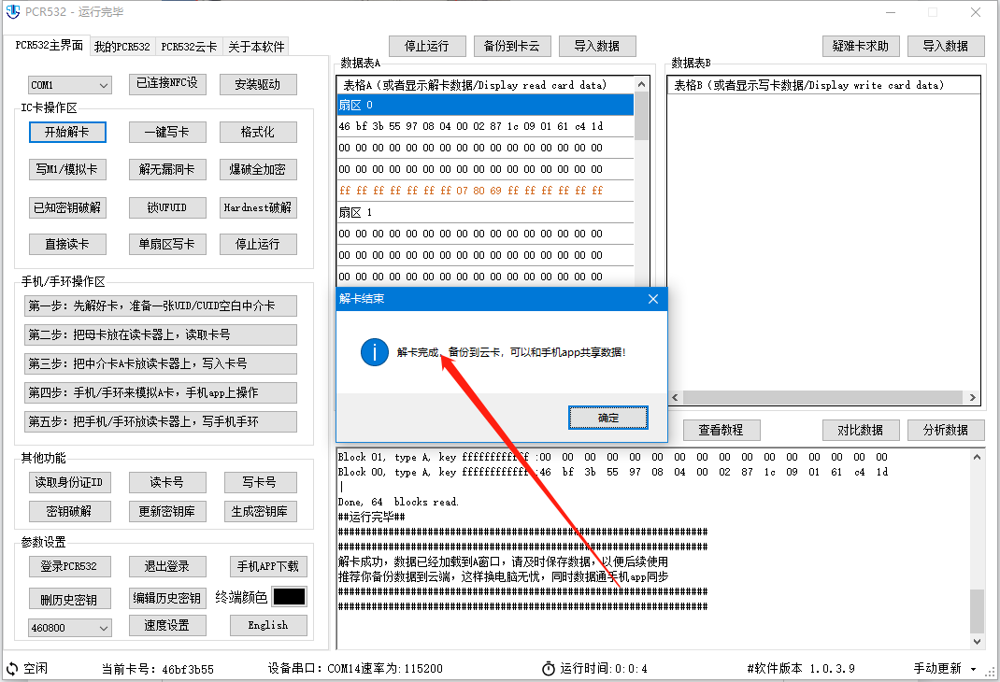 PCR532 - 运行完毕
PCR532主界面 我的PCR532 PCR532云卡 关于本软件
停止运行 备份到卡云 导入数据 疑难卡求助 导入数据
COM1 已连接NFC设 安装驱动
IC卡操作区
开始解卡 一键写卡 格式化
写M1/模拟卡 解无漏洞卡 爆破全加密
已知密钥破解 锁UFUID Hardnest破解
直接读卡 单扇区写卡 停止运行
手机/手环操作区
第一步: 先解好卡，准备一张UID/CUID空白中介卡
第二步: 把母卡放在读卡器上，读取卡号
第三步: 把中介卡A卡放读卡器上，写入卡号
第四步: 手机/手环来模拟A卡，手机app上操作
第五步: 把手机/手环放读卡器上，写手机手环
其他功能
读取身份证ID 读卡号 写卡号
密钥破解 更新密钥库 生成密钥库
参数设置
登录PCR532 退出登录 手机APP下载
删历史密钥 编辑历史密钥 终端颜色
460800 速度设置 English
数据表A
表格A（或者显示解卡数据/Display read card data)
扇区 0
46 bf 3b 55 97 08 04 00 02 87 1c 09 01 61 c4 1d
00 00 00 00 00 00 00 00 00 00 00 00 00 00 00 00
00 00 00 00 00 00 00 00 00 00 00 00 00 00 00 00
ff ff ff ff ff ff ff 07 80 69 ff ff ff ff ff ff
扇区 1
00 00 00 00 00 00 00 00 00 00 00 00 00 00 00 00
00 00 00 00 00 00 00 00 00 00 00 00 00 00 00 00
00 00 00 00 00 00 00 00 00 00 00 00 00 00 00 00
数据表B
表格B（或者显示写卡数据/Display write card data)
解卡结束
解卡完成，备份到云卡，可以和手机app共享数据!
确定
查看教程 对比数据 分析数据
Block 01, type A, key ffffffffffff :00 00 00 00 00 00 00 00 00 00 00 00 00 00 00 00
Block 00, type A, key ffffffffffff :46 bf 3b 55 97 08 04 00 02 87 1c 09 01 61 c4 1d
|
Done, 64 blocks read.
##运行完毕##
##################################################################
##################################################################
解卡成功，数据已经加载到A窗口，请及时保存数据，以便后续使用
推荐你备份数据到云端，这样换电脑无忧，同时数据通手机app同步
##################################################################
##################################################################
空闲 当前卡号: 46bf3b55 设备串口: COM14速率为:115200 运行时间:0:0:4 #软件版本 1.0.3.9 手动更新